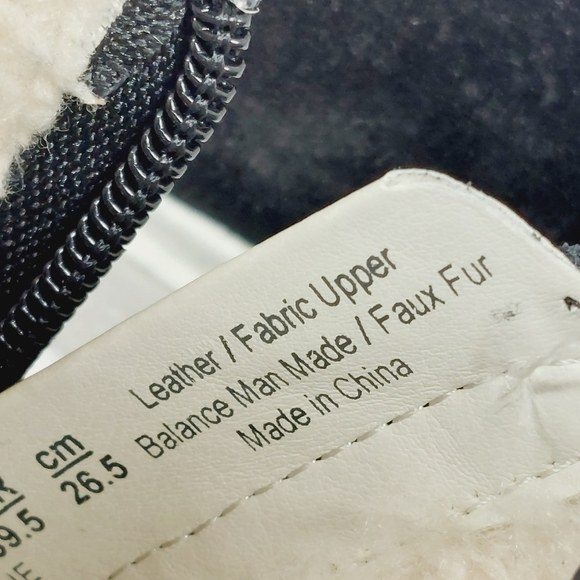 Leather / Fabric Upper
Balance Man Made / Faux Fur
Made in China
cm
26.5